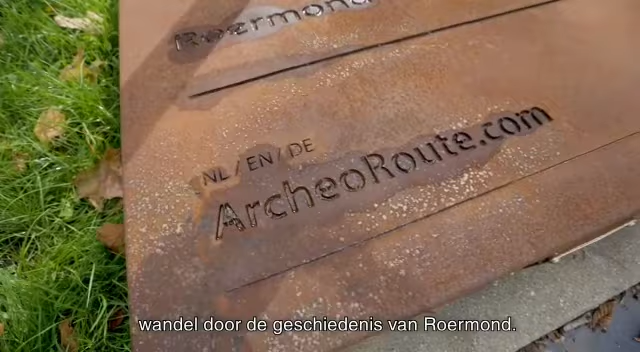 Roermond
NL / EN / DE
ArcheoRoute.com
wandel door de geschiedenis van Roermond.